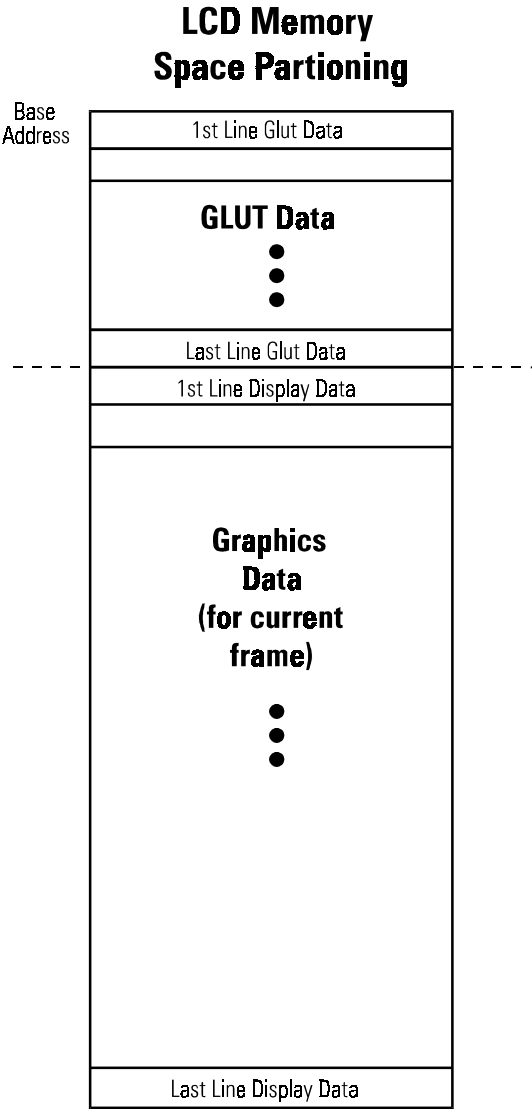 LCD Memory
Space Partioning
Base
Address
1st Line Glut Data
GLUT Data
Last Line Glut Data
1st Line Display Data
Graphics
Data
(for current
frame)
Last Line Display Data